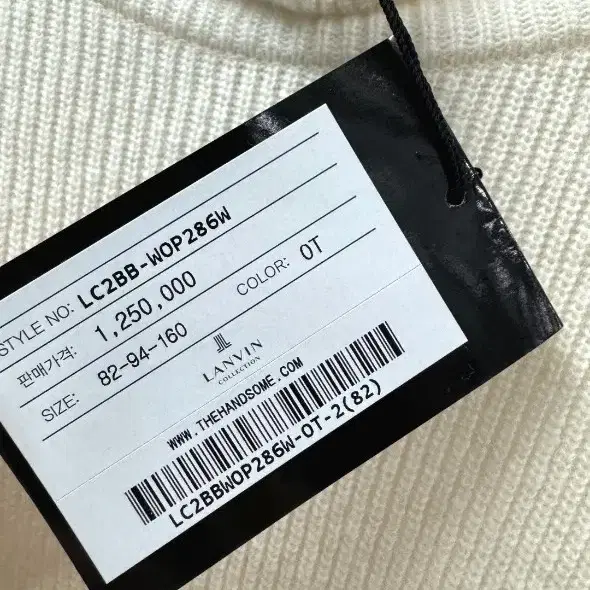 STYLE NO: LC2BB-WOP286W
판매가격: 1,250,000
SIZE: 82-94-160 COLOR: OT
LANVIN
COLLECTION
WWW.THEHANDSOME.COM
LC2BBWOP286W-OT-2(82)